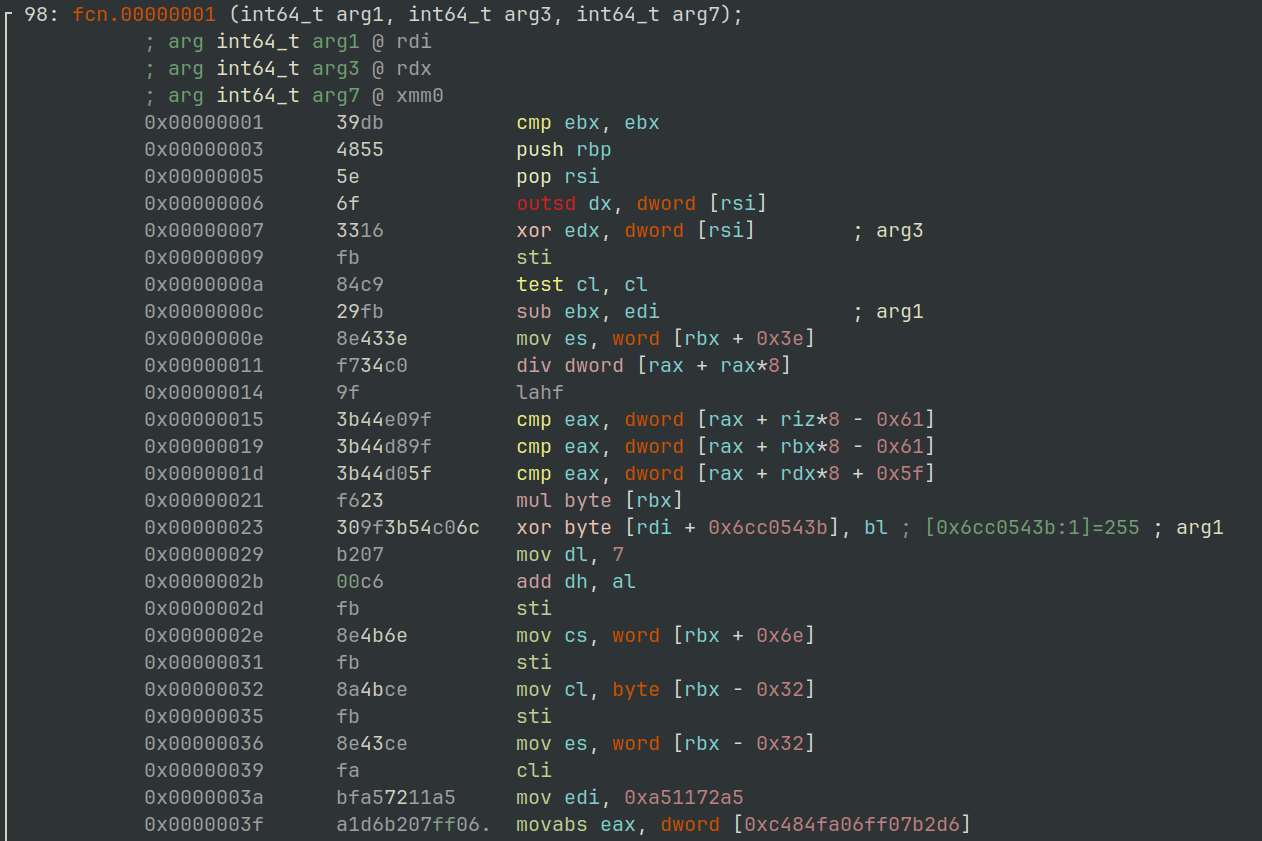 98: fcn.00000001 (int64_t arg1, int64_t arg3, int64_t arg7);
; arg int64_t arg1 @ rdi
; arg int64_t arg3 @ rdx
; arg int64_t arg7 @ xmm0
0x00000001 39db cmp ebx, ebx
0x00000003 4855 push rbp
0x00000005 5e pop rsi
0x00000006 6f outsd dx, dword [rsi]
0x00000007 3316 xor edx, dword [rsi] ; arg3
0x00000009 fb sti
0x0000000a 84c9 test cl, cl
0x0000000c 29fb sub ebx, edi ; arg1
0x0000000e 8e433e mov es, word [rbx + 0x3e]
0x00000011 f734c0 div dword [rax + rax*8]
0x00000014 9f lahf
0x00000015 3b44e09f cmp eax, dword [rax + riz*8 - 0x61]
0x00000019 3b44d89f cmp eax, dword [rax + rbx*8 - 0x61]
0x0000001d 3b44d05f cmp eax, dword [rax + rdx*8 + 0x5f]
0x00000021 f623 mul byte [rbx]
0x00000023 309f3b54c06c xor byte [rdi + 0x6cc0543b], bl ; [0x6cc0543b:1]=255 ; arg1
0x00000029 b207 mov dl, 7
0x0000002b 00c6 add dh, al
0x0000002d fb sti
0x0000002e 8e4b6e mov cs, word [rbx + 0x6e]
0x00000031 fb sti
0x00000032 8a4bce mov cl, byte [rbx - 0x32]
0x00000035 fb sti
0x00000036 8e43ce mov es, word [rbx - 0x32]
0x00000039 fa cli
0x0000003a bfa57211a5 mov edi, 0xa51172a5
0x0000003f a1d6b207ff06. movabs eax, dword [0xc484fa06ff07b2d6]